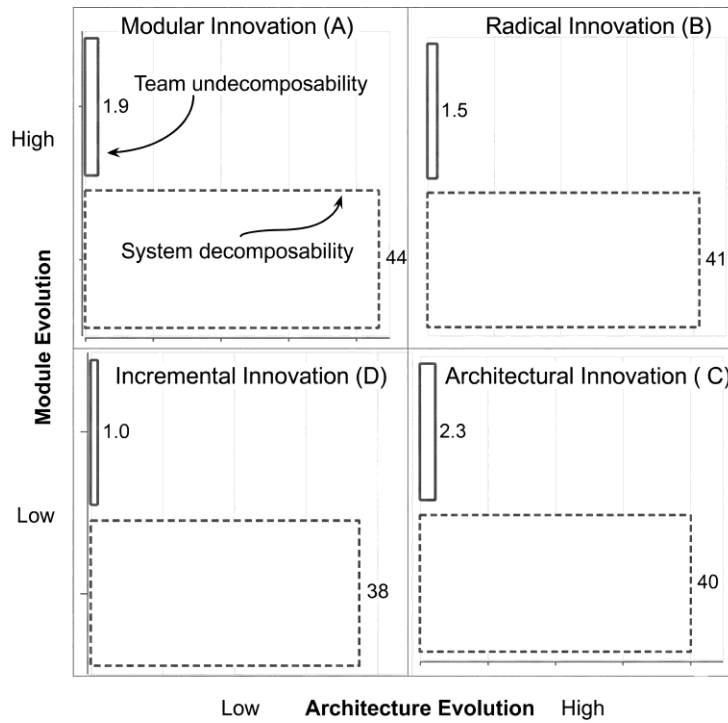 Modular Innovation (A)
Radical Innovation (B)
Team undecomposability
1.9
1.5
High
System decomposability
44
41
Module Evolution
Incremental Innovation (D)
Architectural Innovation ( C)
1.0
2.3
Low
38
40
Low Architecture Evolution High